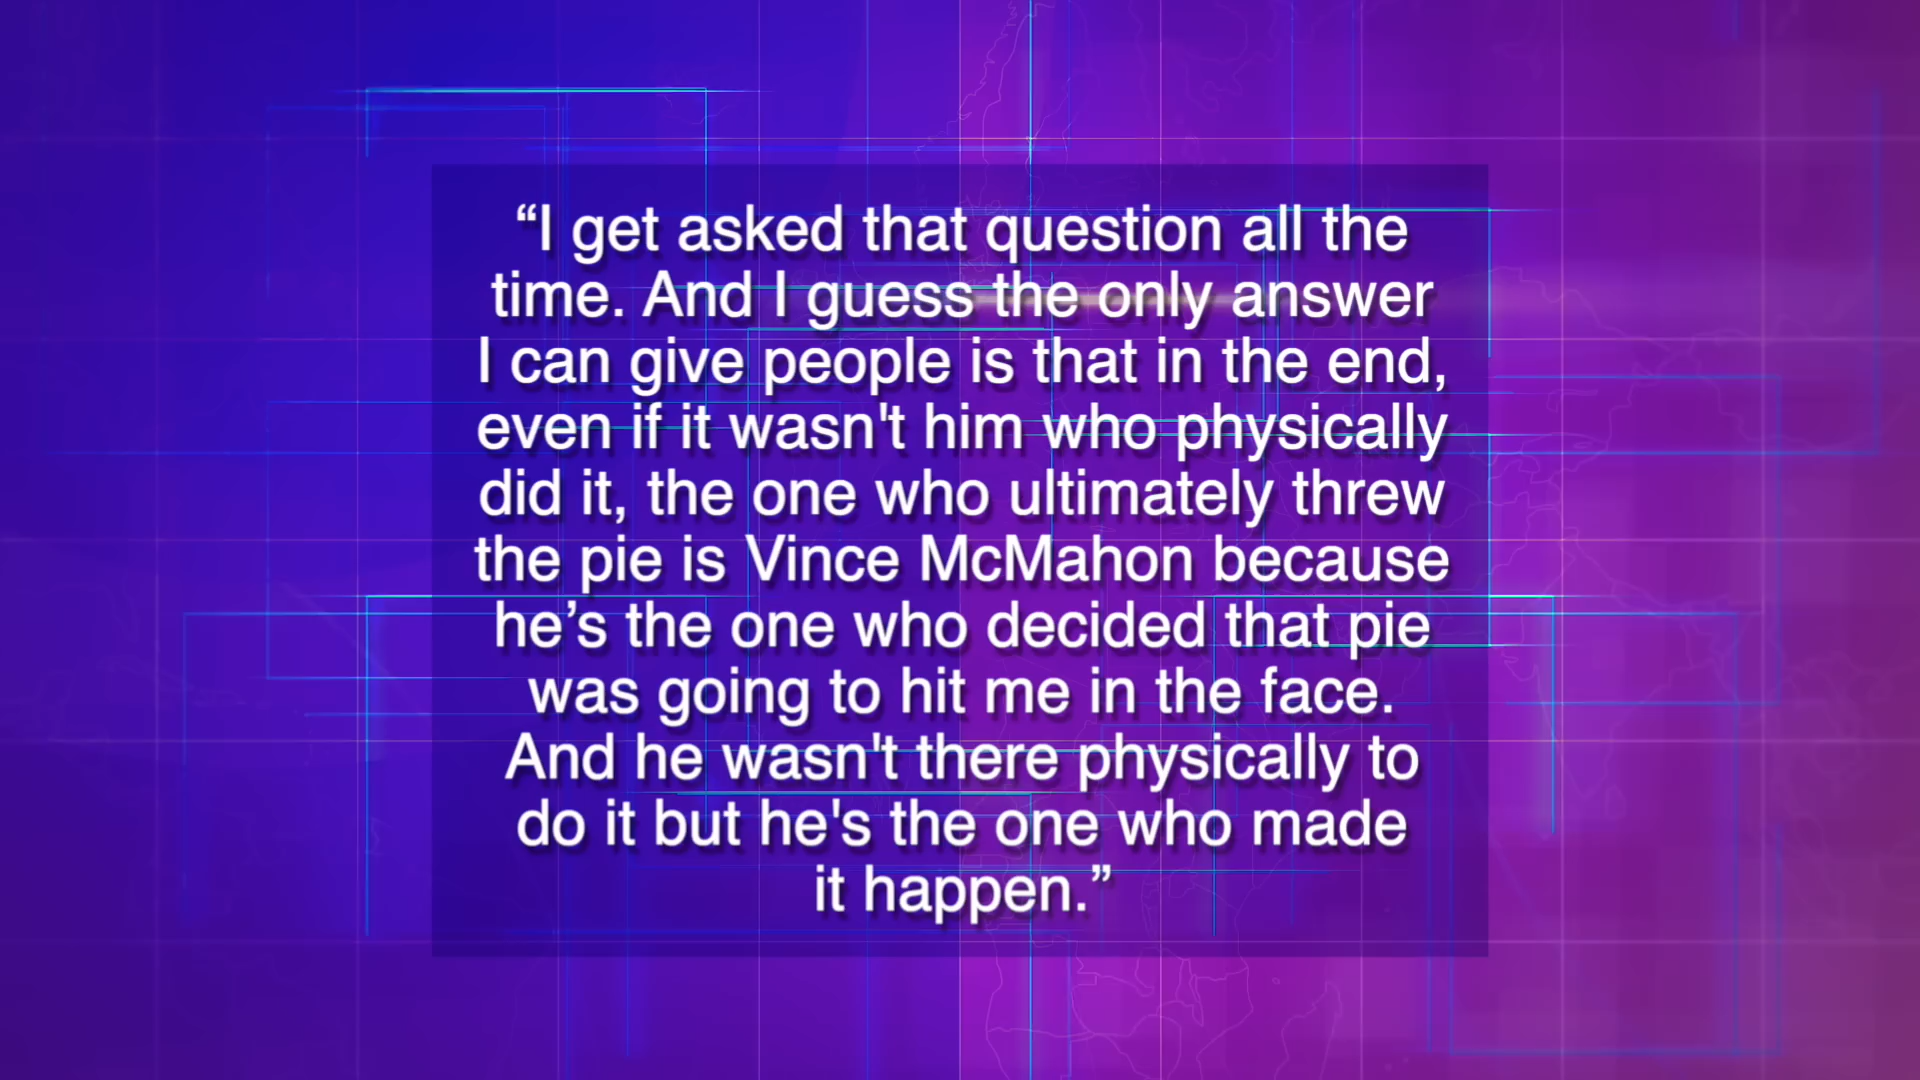 “I get asked that question all the
time. And I guess the only answer
I can give people is that in the end,
even if it wasn't him who physically
did it, the one who ultimately threw
the pie is Vince McMahon because
he’s the one who decided that pie
was going to hit me in the face.
And he wasn't there physically to
do it but he's the one who made
it happen.”